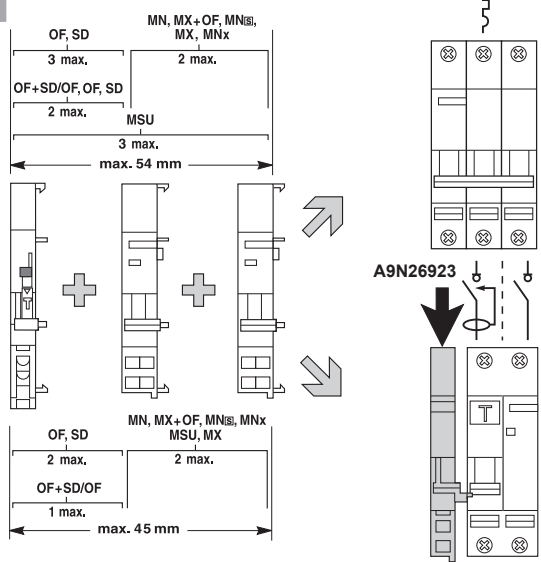 MN, MX+OF, MN🅂,
OF, SD MX, MNx
3 max. 2 max.
OF+SD/OF, OF, SD
2 max.
MSU
3 max.
max. 54 mm
A9N26923
T
T
MN, MX+OF, MN🅂, MNx
OF, SD MSU, MX
2 max. 2 max.
OF+SD/OF
1 max.
max. 45 mm